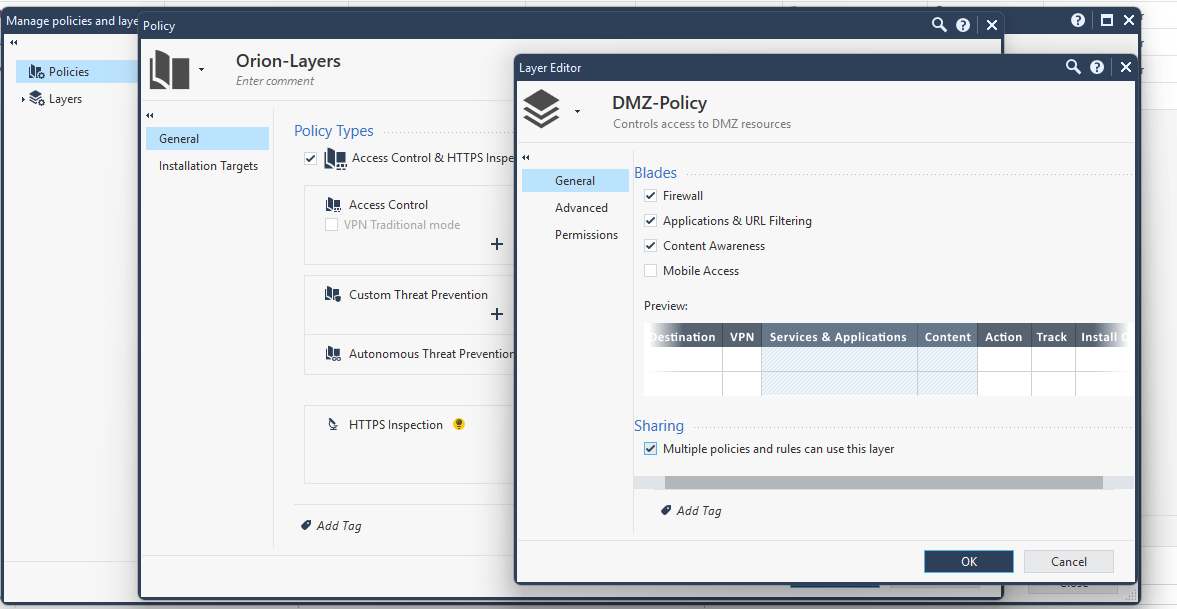 Manage policies and laye
Policies
Layers
Policy
Orion-Layers
Enter comment
General
Installation Targets
Policy Types
Access Control & HTTPS Inspe
Access Control
VPN Traditional mode
Custom Threat Prevention
Autonomous Threat Prevention
HTTPS Inspection
Add Tag
Layer Editor
DMZ-Policy
Controls access to DMZ resources
General
Advanced
Permissions
Blades
Firewall
Applications & URL Filtering
Content Awareness
Mobile Access
Preview:
Destination VPN Services & Applications Content Action Track Install O
Sharing
Multiple policies and rules can use this layer
Add Tag
OK Cancel
Close